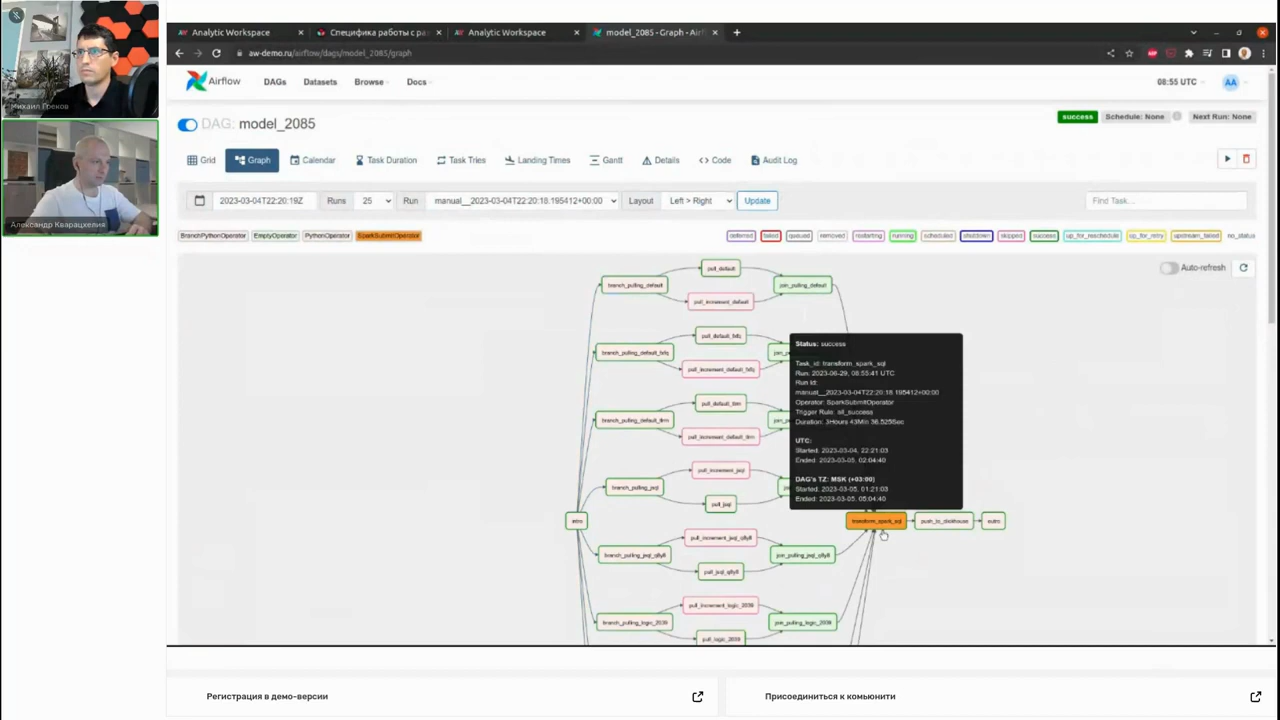 Михаил Греков
Александр Кварацхелия
Analytic Workspace
Специфика работы с ра
Analytic Workspace
model_2085 - Graph - Airf
aw-demo.ru/airflow/dags/model_2085/graph
Airflow
DAGs
Datasets
Browse
Docs
08:55 UTC
AA
DAG: model_2085
success
Schedule: None
Next Run: None
Grid
Graph
Calendar
Task Duration
Task Tries
Landing Times
Gantt
Details
Code
Audit Log
2023-03-04T22:20:19Z
Runs
25
Run
manual__2023-03-04T22:20:18.195412+00:00
Layout
Left > Right
Update
Find Task...
BranchPythonOperator
EmptyOperator
PythonOperator
SparkSubmitOperator
deferred
failed
queued
removed
restarting
running
scheduled
shutdown
skipped
success
up_for_reschedule
up_for_retry
upstream_failed
no_status
Auto-refresh
pull_default
branch_pulling_default
join_pulling_default
pull_increment_default
Status: success
Task_id: transform_spark_sql
Run: 2023-06-29, 08:55:41 UTC
Run Id:
manual__2023-03-04T22:20:18.195412+00:00
Operator: SparkSubmitOperator
Trigger Rule: all_success
Duration: 3Hours 43Min 36.525Sec
UTC:
Started: 2023-03-04, 22:21:03
Ended: 2023-03-05, 02:04:40
DAG's TZ: MSK (+03:00)
Started: 2023-03-05, 01:21:03
Ended: 2023-03-05, 05:04:40
intro
transform_spark_sql
push_to_clickhouse
outro
pull_increment_logic_2039
branch_pulling_logic_2039
join_pulling_logic_2039
pull_logic_2039
Регистрация в демо-версии
Присоединиться к комьюнити